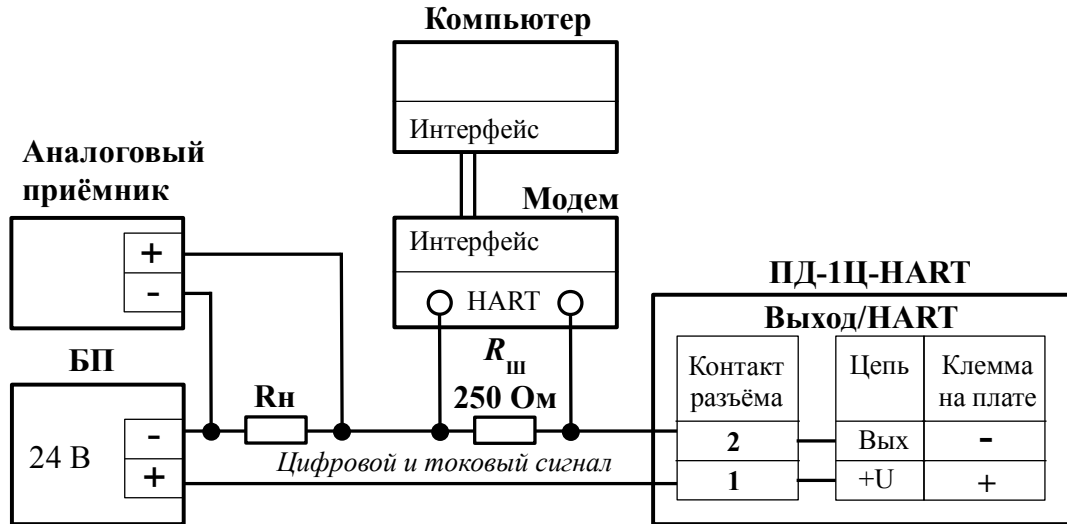 Компьютер
Интерфейс
Аналоговый
приёмник
+
-
Модем
Интерфейс
HART
БП
24 В
-
+
Rн
Rш
250 Ом
Цифровой и токовый сигнал
ПД-1Ц-HART
Выход/HART
Контакт
разъёма
Цепь
Клемма
на плате
2
Вых
-
1
+U
+